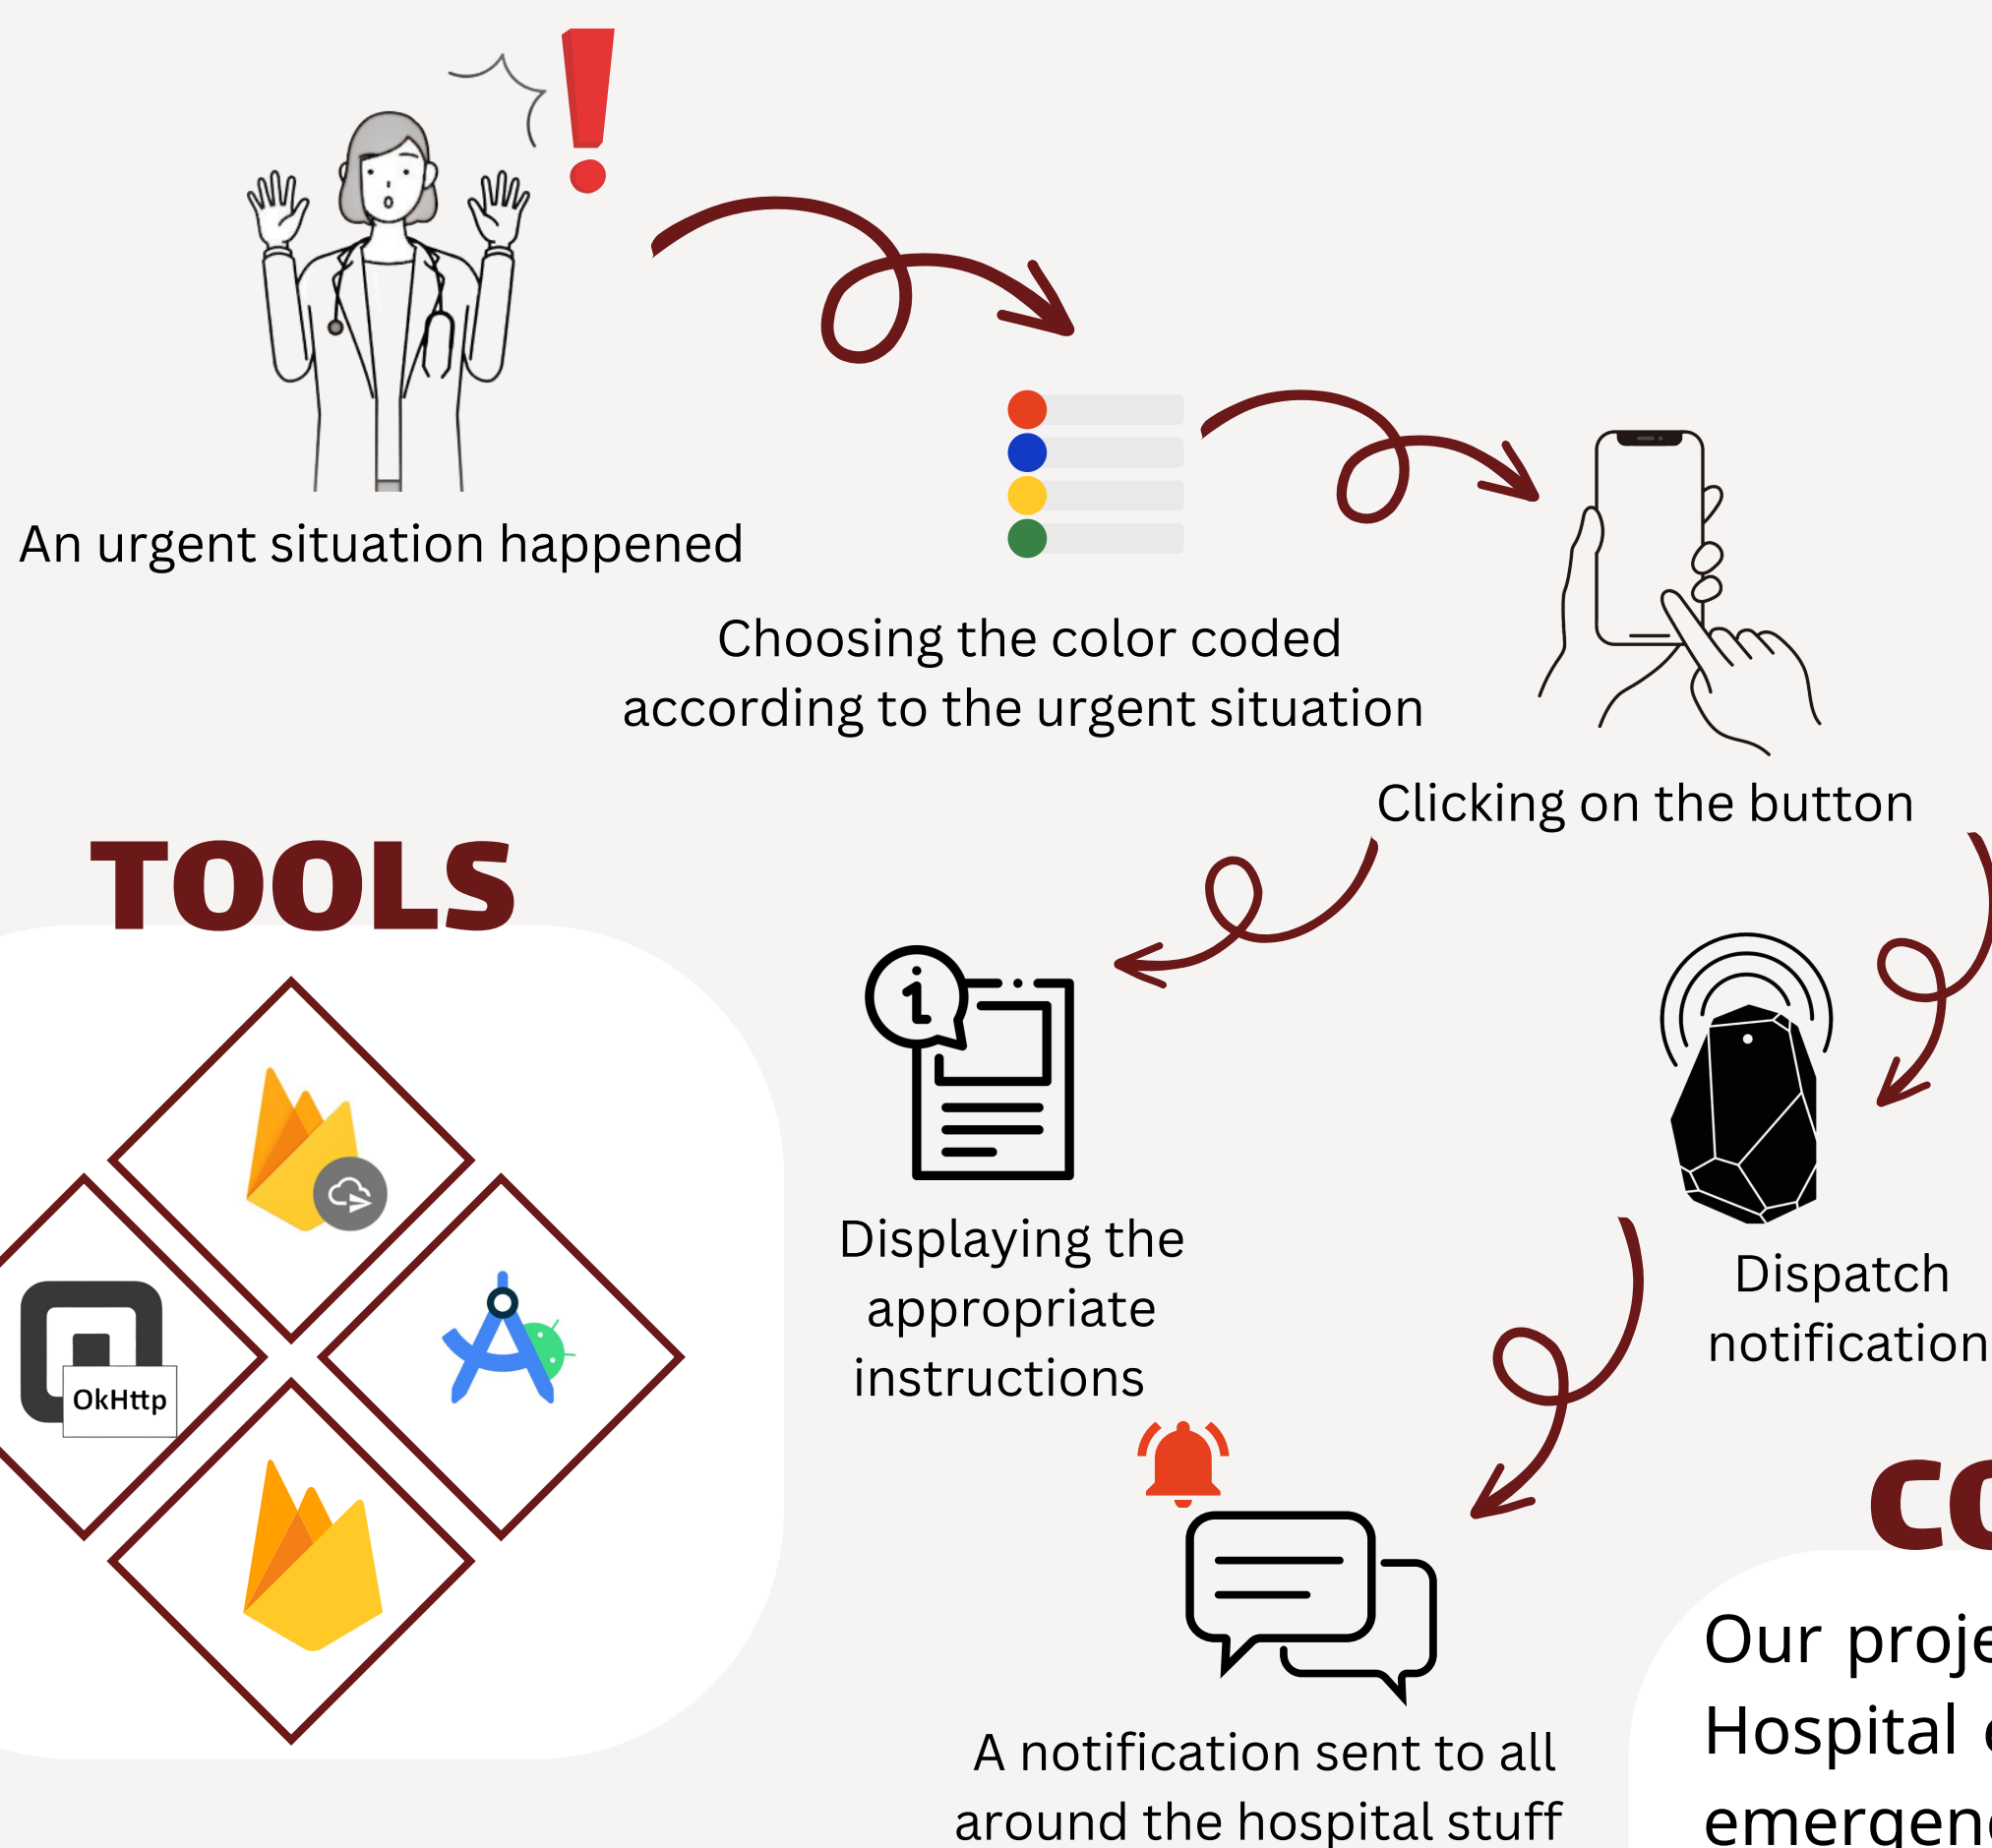 An urgent situation happened
Choosing the color coded
according to the urgent situation
Clicking on the button
TOOLS
OkHttp
Displaying the
appropriate
instructions
Dispatch
notification
A notification sent to all
around the hospital stuff
Our
Hospital